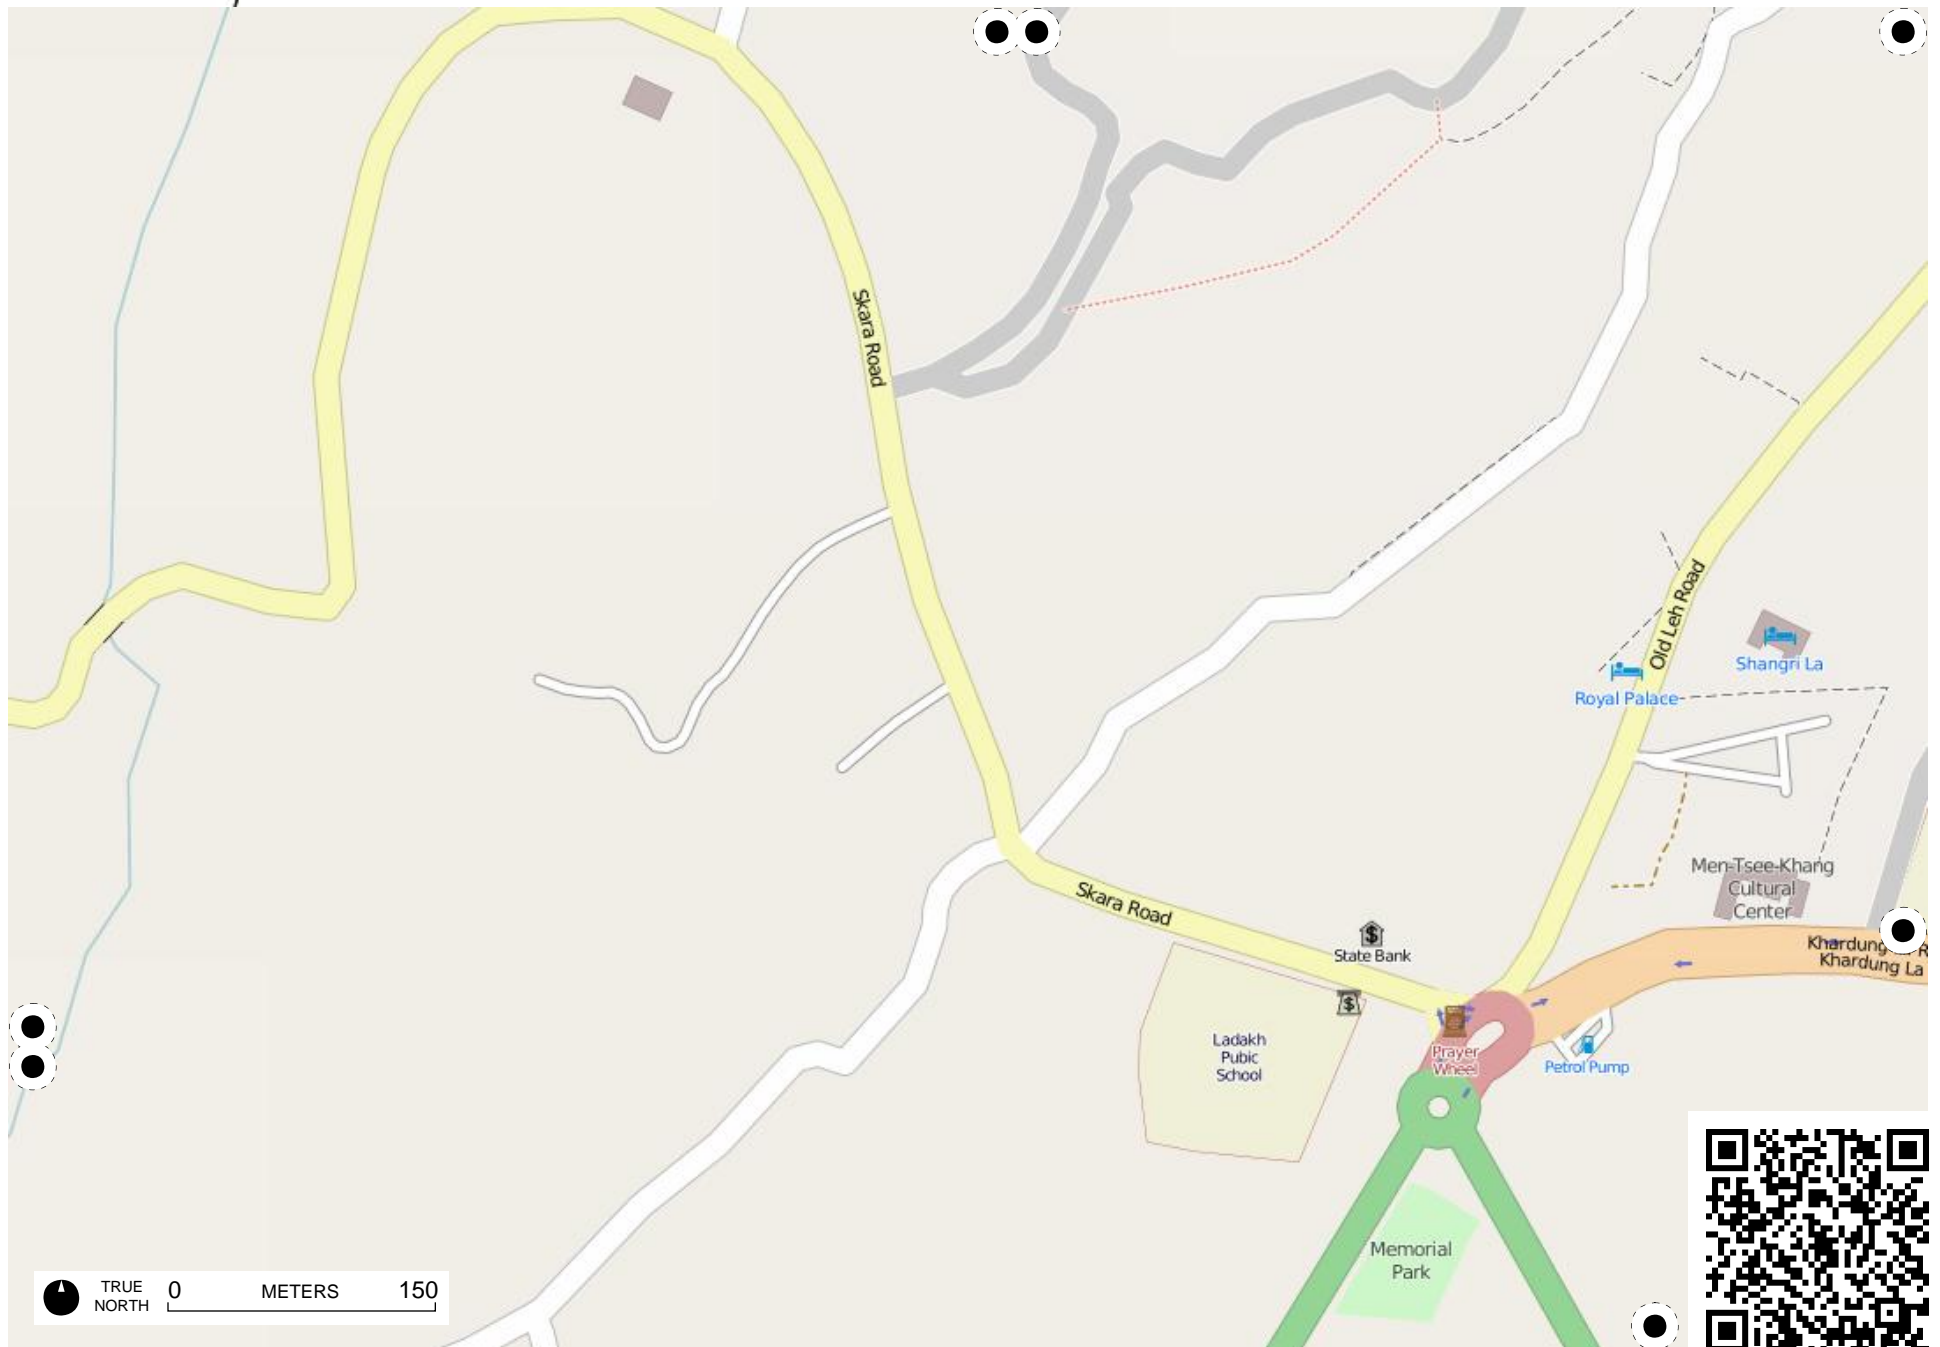 Skara Road
Old Leh Road
Shangri La
Royal Palace
Men-Tsee-Khang
Cultural
Center
Skara Road
State Bank
Khardung
Khardung La
Ladakh
Pubic
School
Prayer
Wheel
Petrol Pump
Memorial
Park
TRUE
NORTH
0
METERS
150